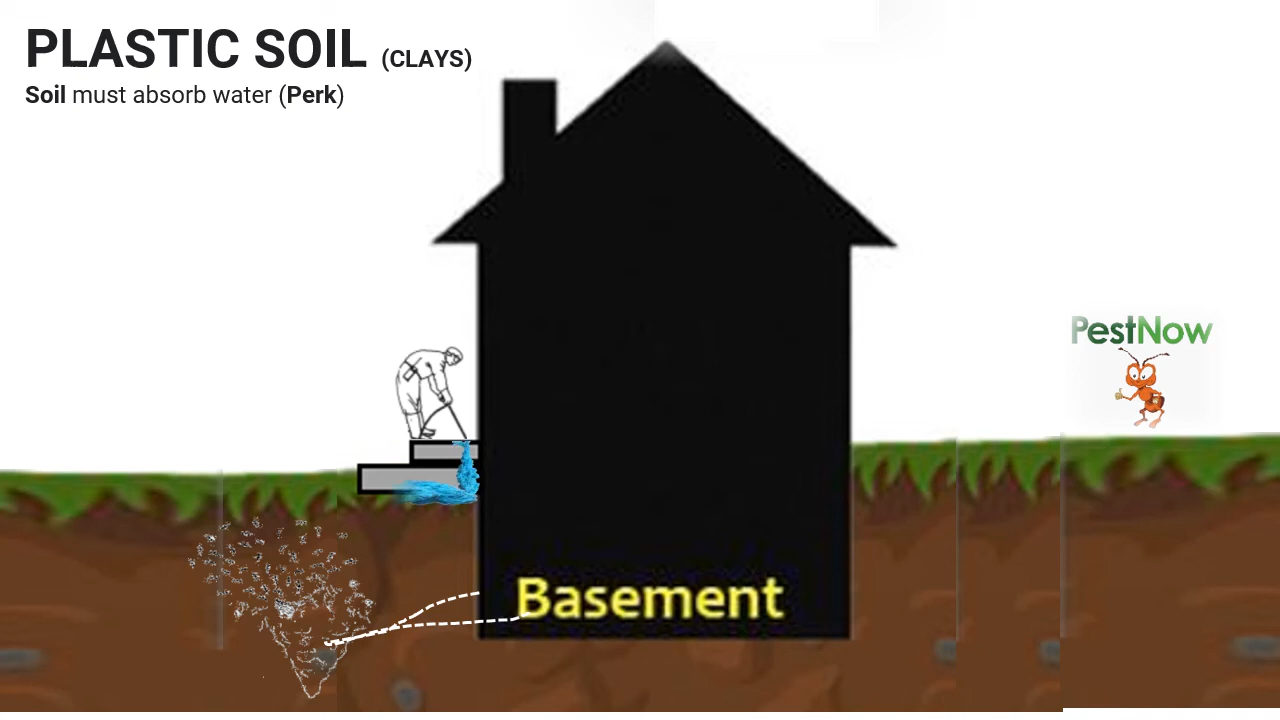 PLASTIC SOIL (CLAYS)
Soil must absorb water (Perk)
PestNow
Basement